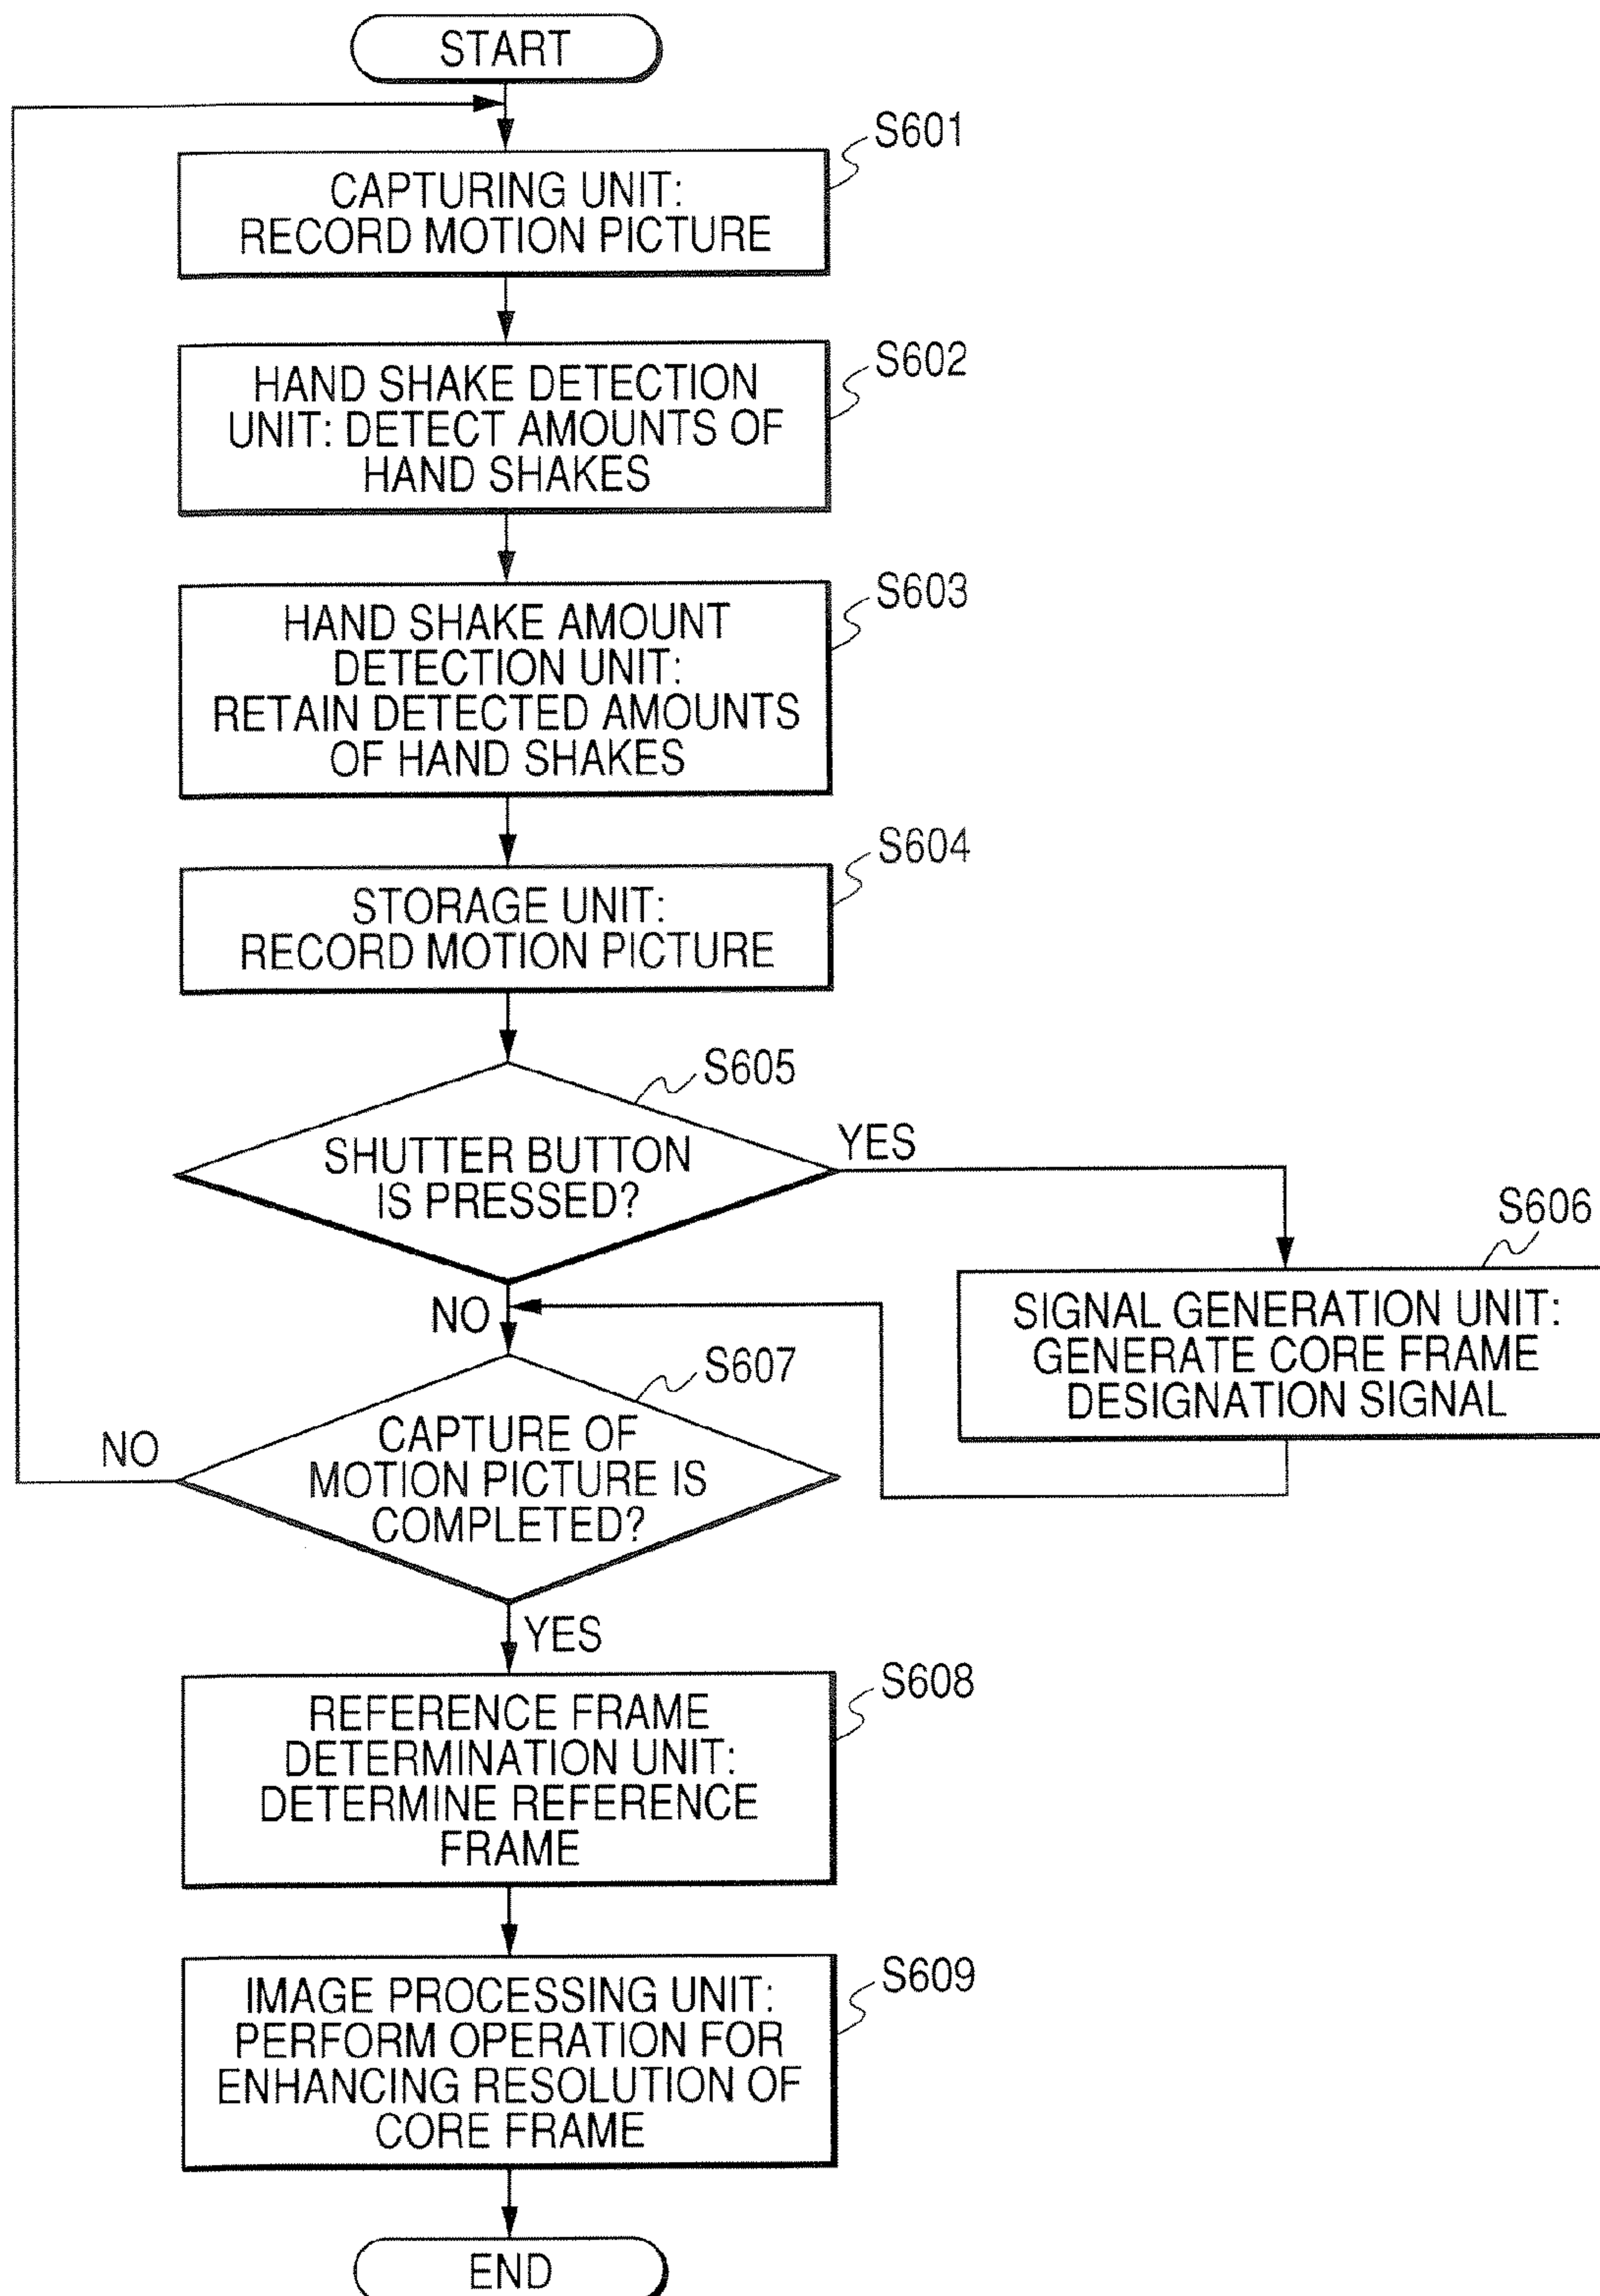 START
S601
CAPTURING UNIT:
RECORD MOTION PICTURE
S602
HAND SHAKE DETECTION
UNIT: DETECT AMOUNTS OF
HAND SHAKES
S603
HAND SHAKE AMOUNT
DETECTION UNIT:
RETAIN DETECTED AMOUNTS
OF HAND SHAKES
S604
STORAGE UNIT:
RECORD MOTION PICTURE
S605
SHUTTER BUTTON
IS PRESSED?
YES
S606
SIGNAL GENERATION UNIT:
GENERATE CORE FRAME
DESIGNATION SIGNAL
NO
S607
CAPTURE OF
MOTION PICTURE IS
COMPLETED?
NO
YES
S608
REFERENCE FRAME
DETERMINATION UNIT:
DETERMINE REFERENCE
FRAME
S609
IMAGE PROCESSING UNIT:
PERFORM OPERATION FOR
ENHANCING RESOLUTION OF
CORE FRAME
END